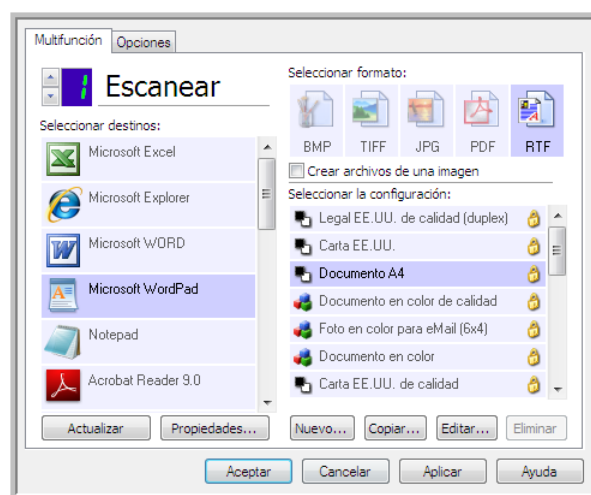 Multifunción Opciones
1 Escanear
Seleccionar destinos:
Microsoft Excel
Microsoft Explorer
Microsoft WORD
Microsoft WordPad
Notepad
Acrobat Reader 9.0
Actualizar Propiedades...
Seleccionar formato:
BMP TIFF JPG PDF RTF
Crear archivos de una imagen
Seleccionar la configuración:
Legal EE.UU. de calidad (duplex)
Carta EE.UU.
Documento A4
Documento en color de calidad
Foto en color para eMail (6x4)
Documento en color
Carta EE.UU. de calidad
Nuevo... Copiar... Editar... Eliminar
Aceptar Cancelar Aplicar Ayuda